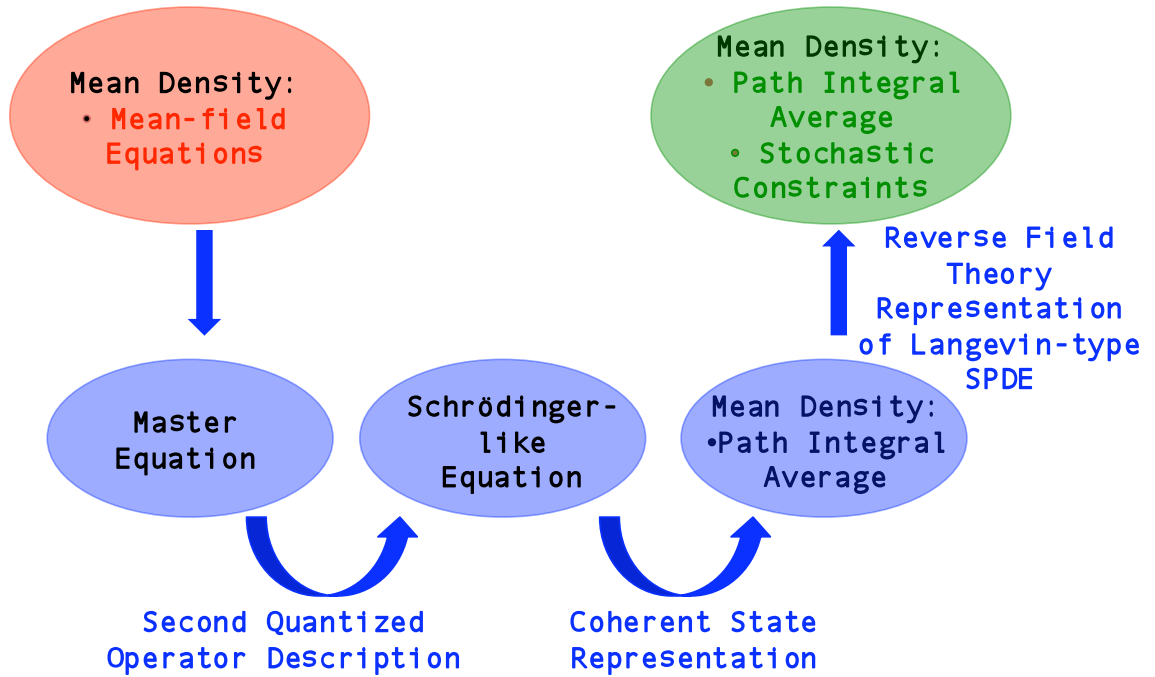 Mean Density:
• Mean-field
Equations
Mean Density:
• Path Integral
Average
• Stochastic
Constraints
Reverse Field
Theory
Representation
of Langevin-type
SPDE
Master
Equation
Schrödinger-
like
Equation
Mean Density:
•Path Integral
Average
Second Quantized
Operator Description
Coherent State
Representation